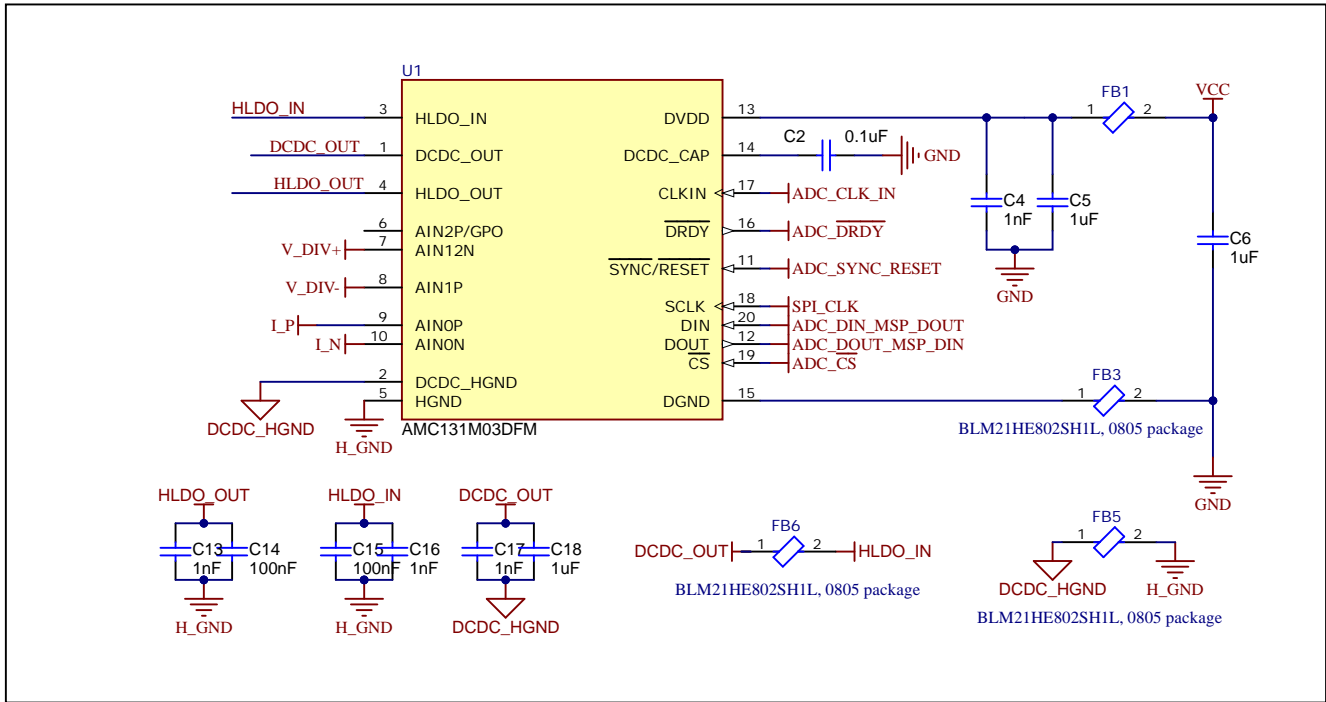 U1
HLDO_IN 3 HLDO_IN
DCDC_OUT 1 DCDC_OUT
HLDO_OUT 4 HLDO_OUT
6 AIN2P/GPO
V_DIV+ 7 AIN12N
V_DIV- 8 AIN1P
I_P 9 AIN0P
I_N 10 AIN0N
2 DCDC_HGND
5 HGND
DCDC_HGND
H_GND
AMC131M03DFM
DVDD 13
DCDC_CAP 14
CLKIN 17 ADC_CLK_IN
DRDY 16 ADC_DRDY
SYNC/RESET 11 ADC_SYNC_RESET
SCLK 18 SPI_CLK
DIN 20 ADC_DIN_MSP_DOUT
DOUT 12 ADC_DOUT_MSP_DIN
CS 19 ADC_CS
DGND 15
C2 0.1uF
GND
FB1
1 2
VCC
C4
1nF
C5
1uF
GND
C6
1uF
FB3
1 2
BLM21HE802SH1L, 0805 package
GND
HLDO_OUT
C13
1nF
C14
100nF
H_GND
HLDO_IN
C15
100nF
C16
1nF
H_GND
DCDC_OUT
C17
1nF
C18
1uF
DCDC_HGND
FB6
DCDC_OUT 1 2 HLDO_IN
BLM21HE802SH1L, 0805 package
FB5
1 2
DCDC_HGND
H_GND
BLM21HE802SH1L, 0805 package